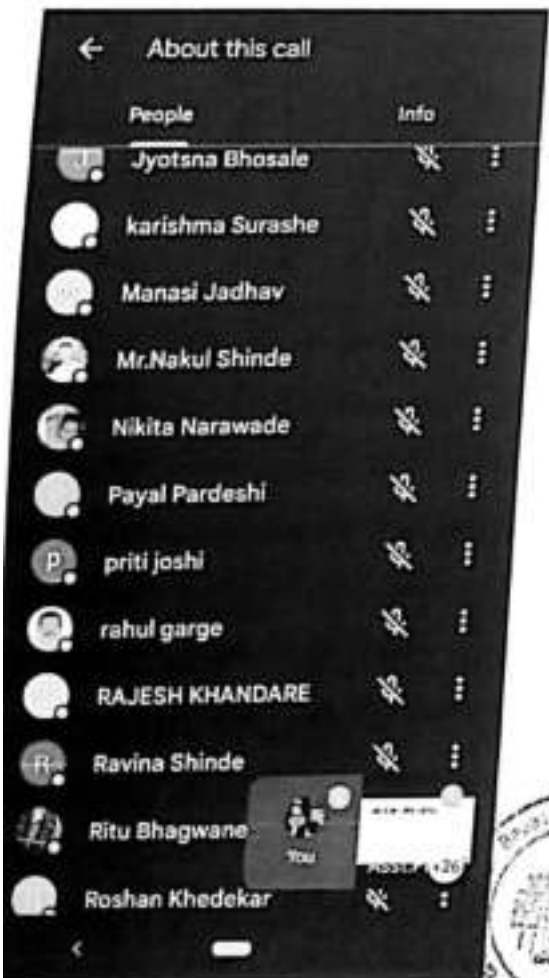 ← About this call
People Info
Jyotsna Bhosale
karishma Surashe
Manasi Jadhav
Mr.Nakul Shinde
Nikita Narawade
Payal Pardeshi
P priti joshi
rahul garge
RAJESH KHANDARE
R Ravina Shinde
Ritu Bhagwane
You
+26
Roshan Khedekar